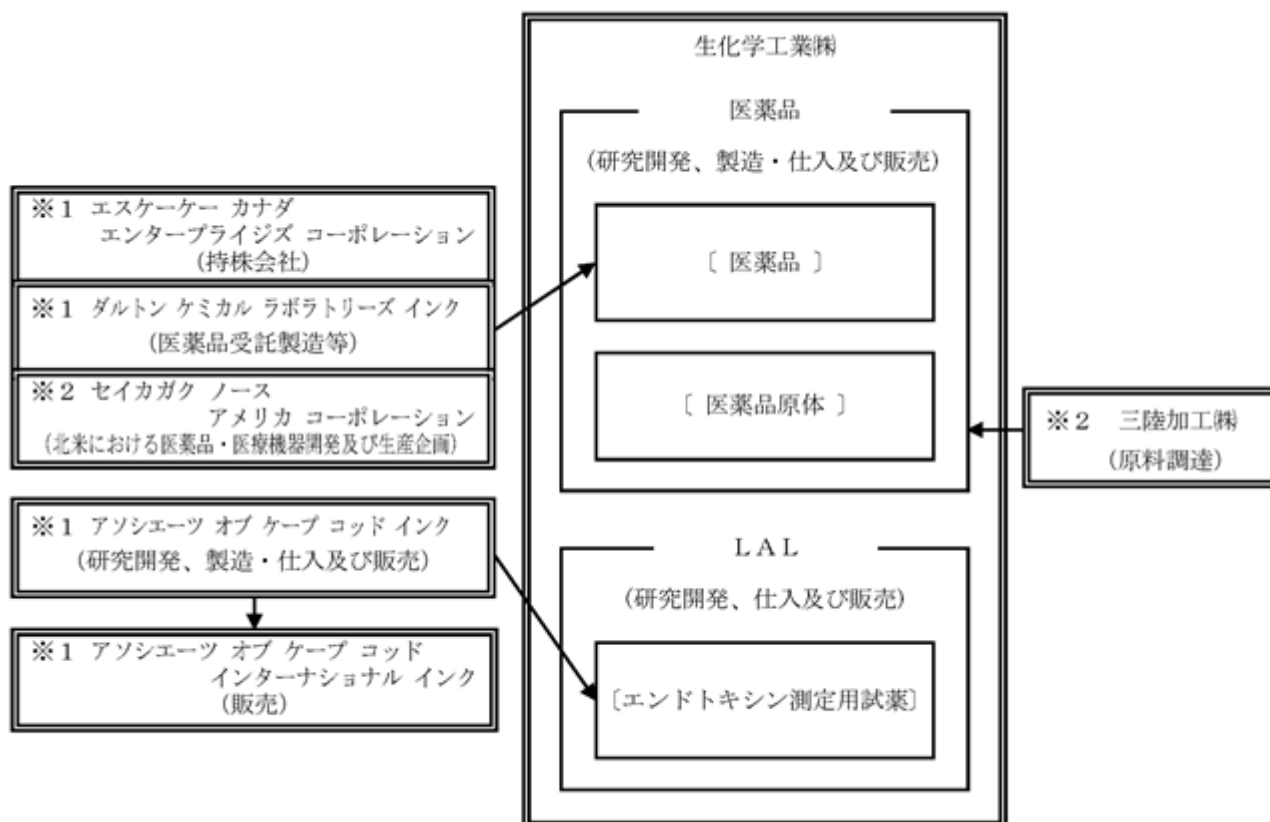 生化学工業㈱
医薬品
(研究開発、製造・仕入及び販売)
〔 医薬品 〕
〔 医薬品原体 〕
LAL
(研究開発、仕入及び販売)
〔エンドトキシン測定用試薬〕
※1 エスケーケー カナダ
エンタープライジズ コーポレーション
(持株会社)
※1 ダルトン ケミカル ラボラトリーズ インク
(医薬品受託製造等)
※2 セイカガク ノース
アメリカ コーポレーション
(北米における医薬品・医療機器開発及び生産企画)
※1 アソシエーツ オブ ケープ コッド インク
(研究開発、製造・仕入及び販売)
※1 アソシエーツ オブ ケープ コッド
インターナショナル インク
(販売)
※2 三陸加工㈱
(原料調達)